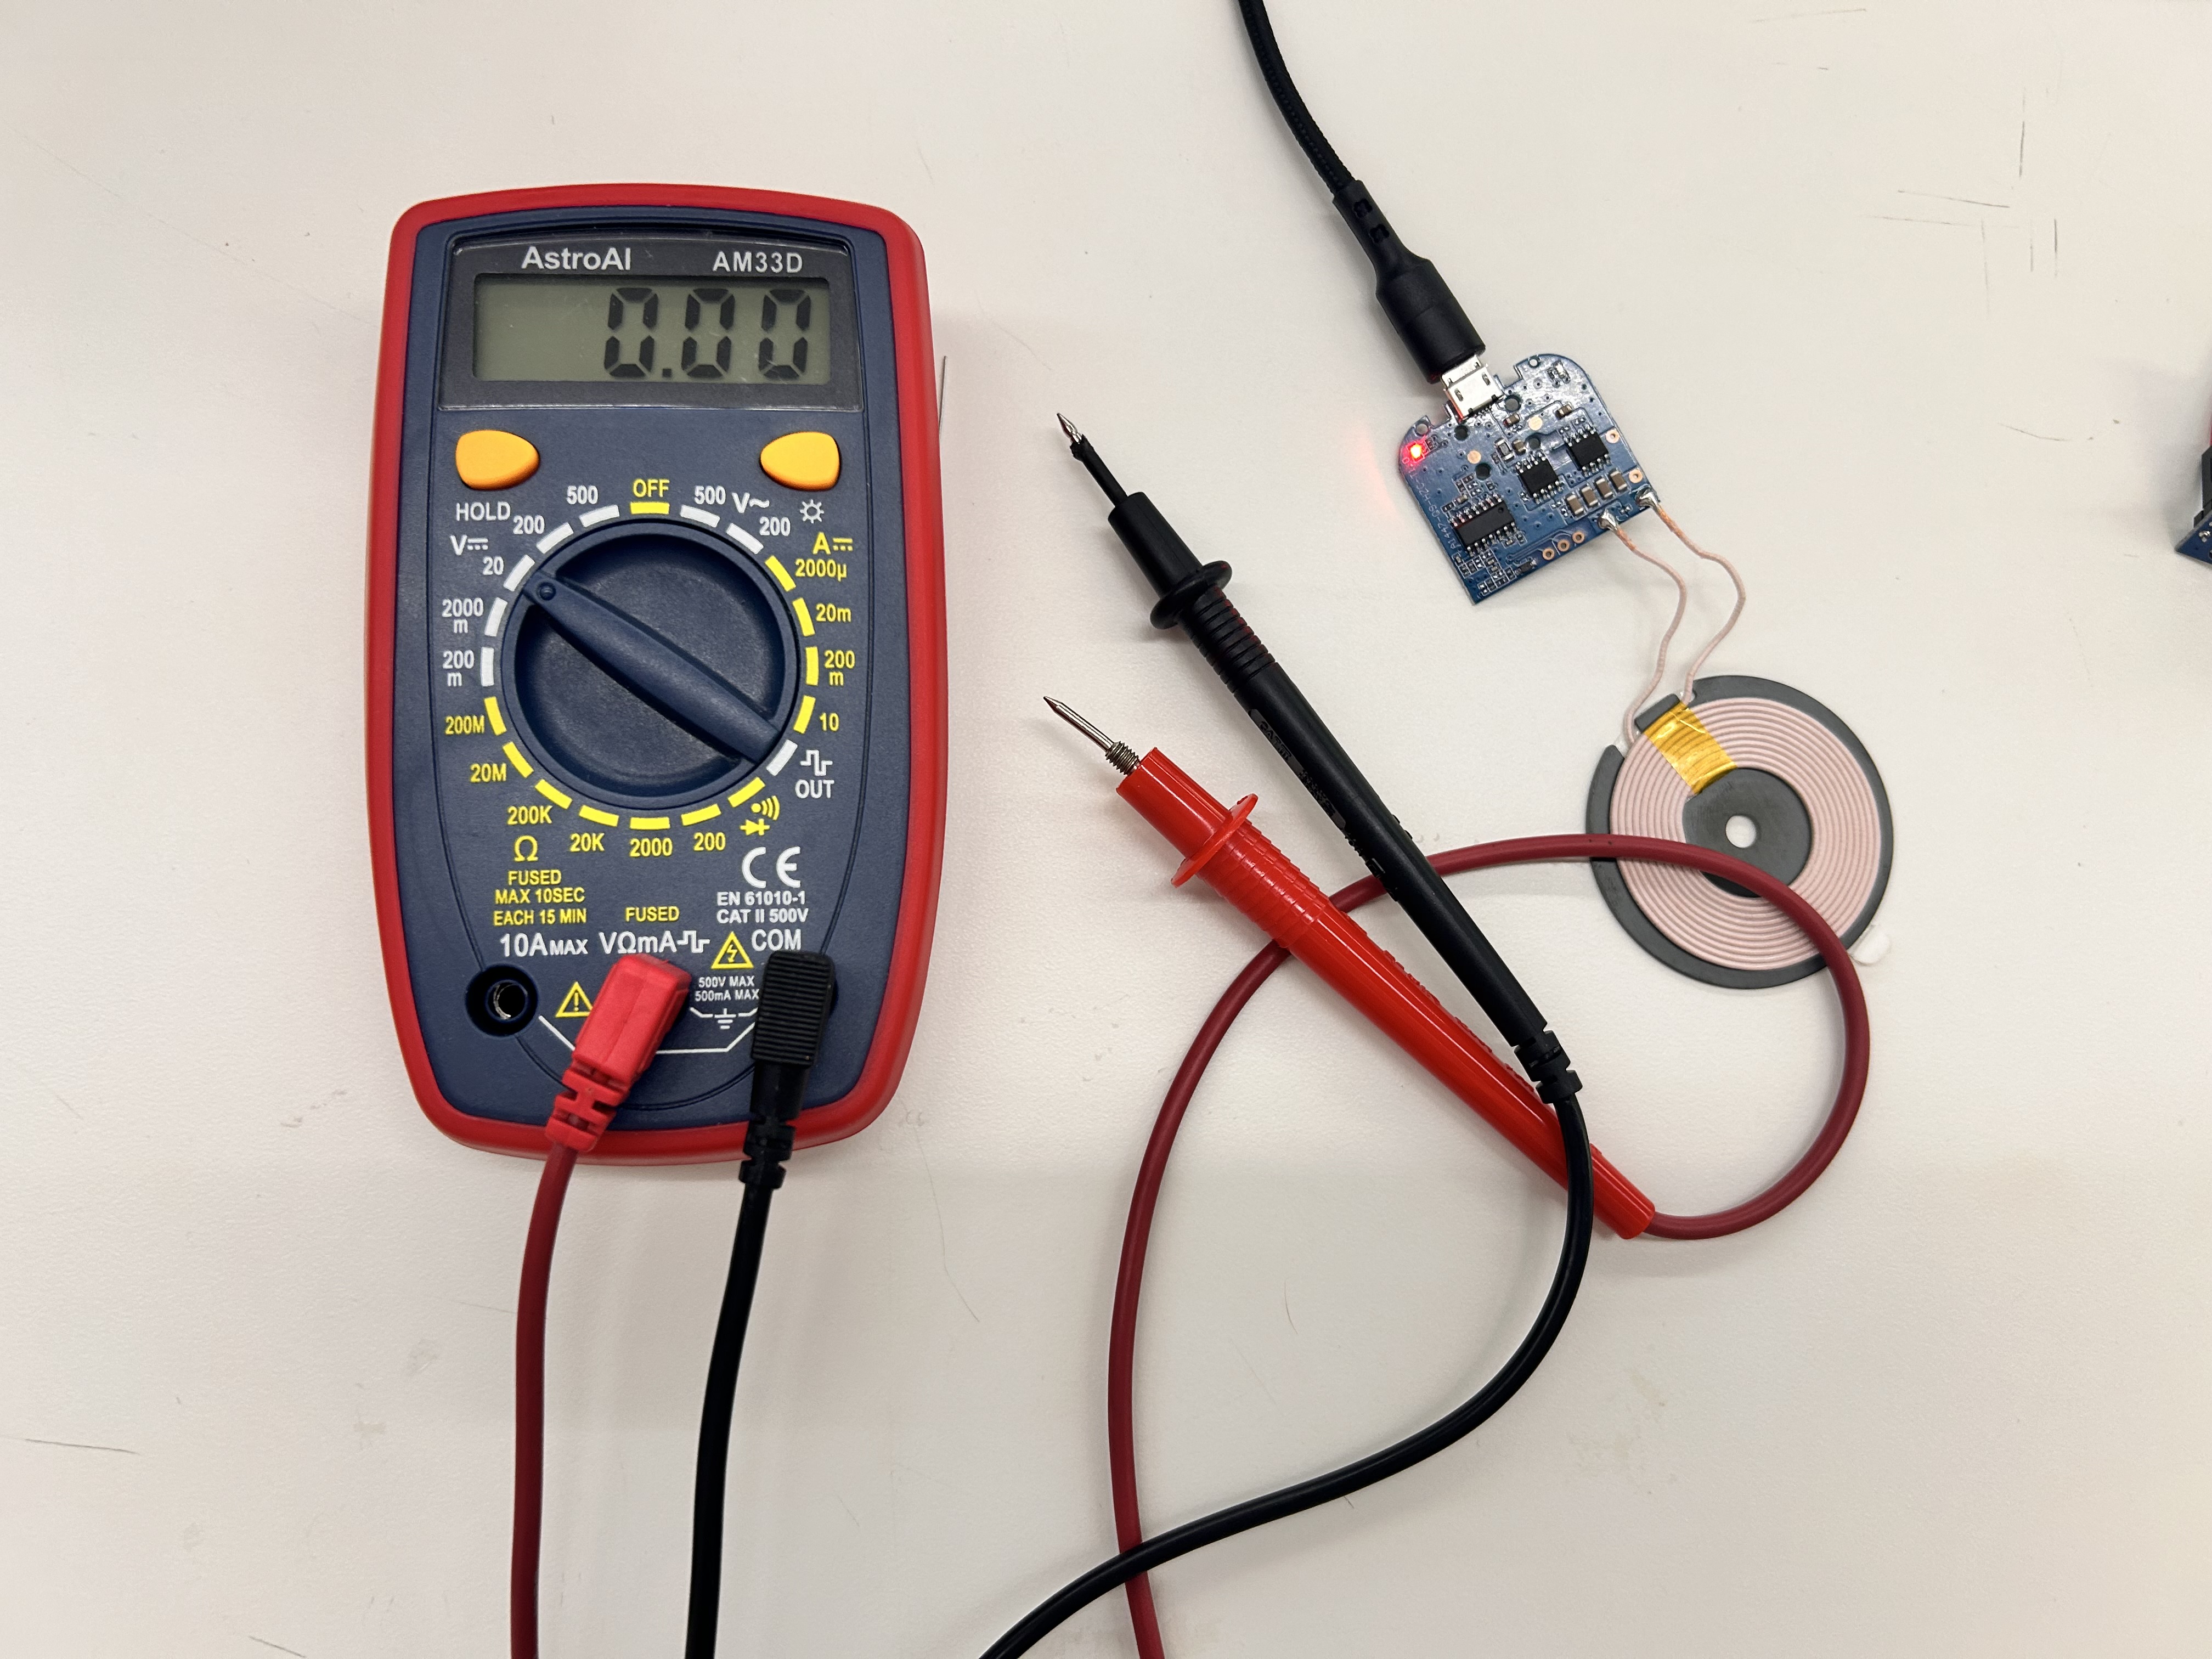 AstroAI AM33D
0.00
HOLD
500
OFF
500
V~
200
200
V
A
20
2000µ
2000
m
20m
200
m
200
m
200M
10
20M
OUT
200K
20K
2000
200
Ω
FUSED
MAX 10SEC
EACH 15 MIN
FUSED
CE
EN 61010-1
CAT II 500V
10AMAX
VΩmA
COM
500V MAX
500mA MAX